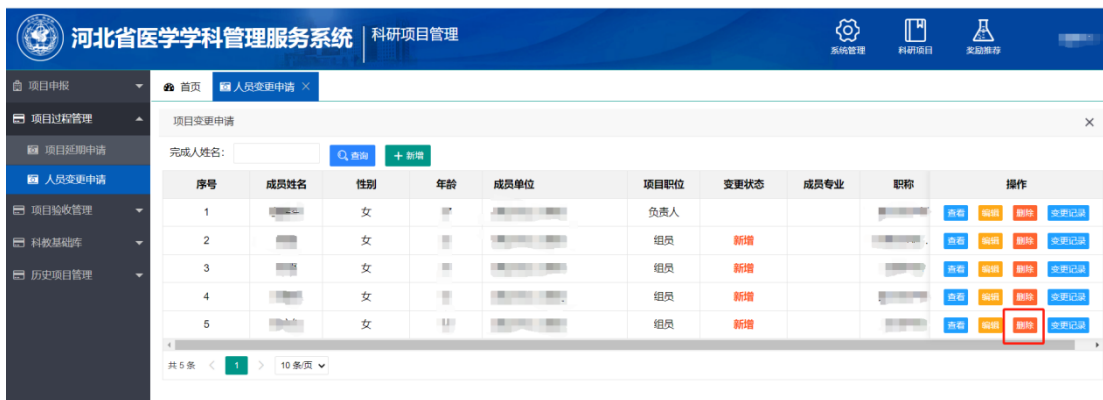 河北省医学学科管理服务系统 科研项目管理
系统管理 科研项目 奖励推荐
项目申报
项目过程管理
项目延期申请
人员变更申请
项目验收管理
科教基础库
历史项目管理
首页 人员变更申请 ×
项目变更申请 ×
完成人姓名: 查询 + 新增
序号 成员姓名 性别 年龄 成员单位 项目职位 变更状态 成员专业 职称 操作
1 女 负责人 查看 编辑 删除 变更记录
2 女 组员 新增 查看 编辑 删除 变更记录
3 女 组员 新增 查看 编辑 删除 变更记录
4 女 组员 新增 查看 编辑 删除 变更记录
5 女 组员 新增 查看 编辑 删除 变更记录
共 5 条 < 1 > 10 条/页